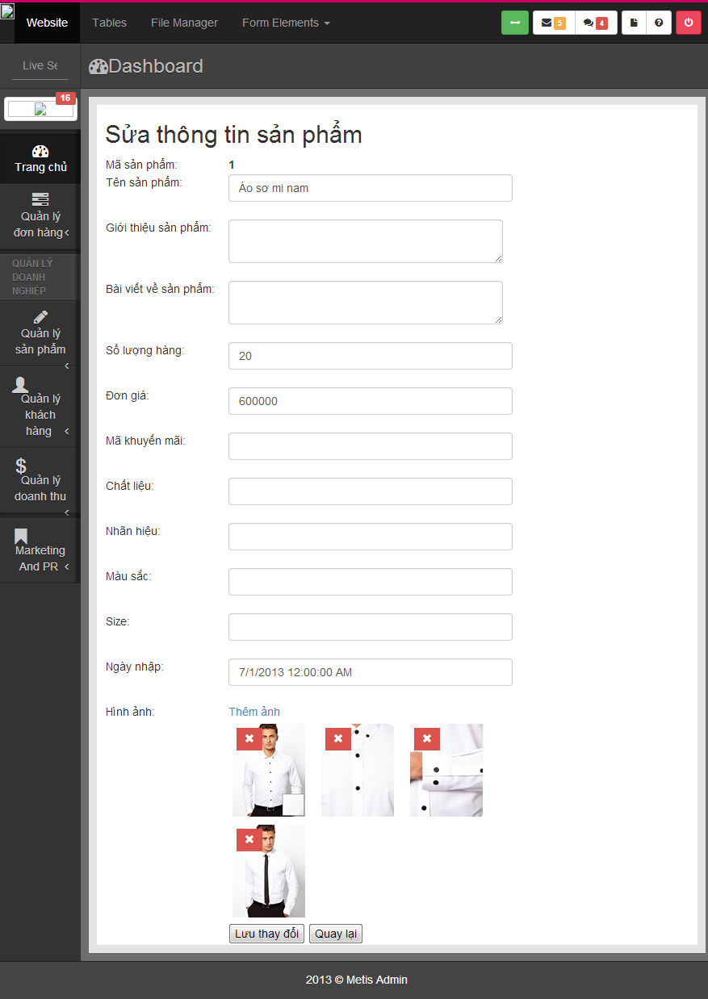 Website Tables File Manager Form Elements 5 4
Live Se
Dashboard
16
Trang chủ
Quản lý
đơn hàng
QUẢN LÝ
DOANH
NGHIỆP
Quản lý
sản phẩm
Quản lý
khách
hàng
Quản lý
doanh thu
Marketing
And PR
Sửa thông tin sản phẩm
Mã sản phẩm: 1
Tên sản phẩm: Áo sơ mi nam
Giới thiệu sản phẩm:
Bài viết về sản phẩm:
Số lượng hàng: 20
Đơn giá: 600000
Mã khuyến mãi:
Chất liệu:
Nhãn hiệu:
Màu sắc:
Size:
Ngày nhập: 7/1/2013 12:00:00 AM
Hình ảnh: Thêm ảnh
Lưu thay đổi Quay lại
2013 © Metis Admin